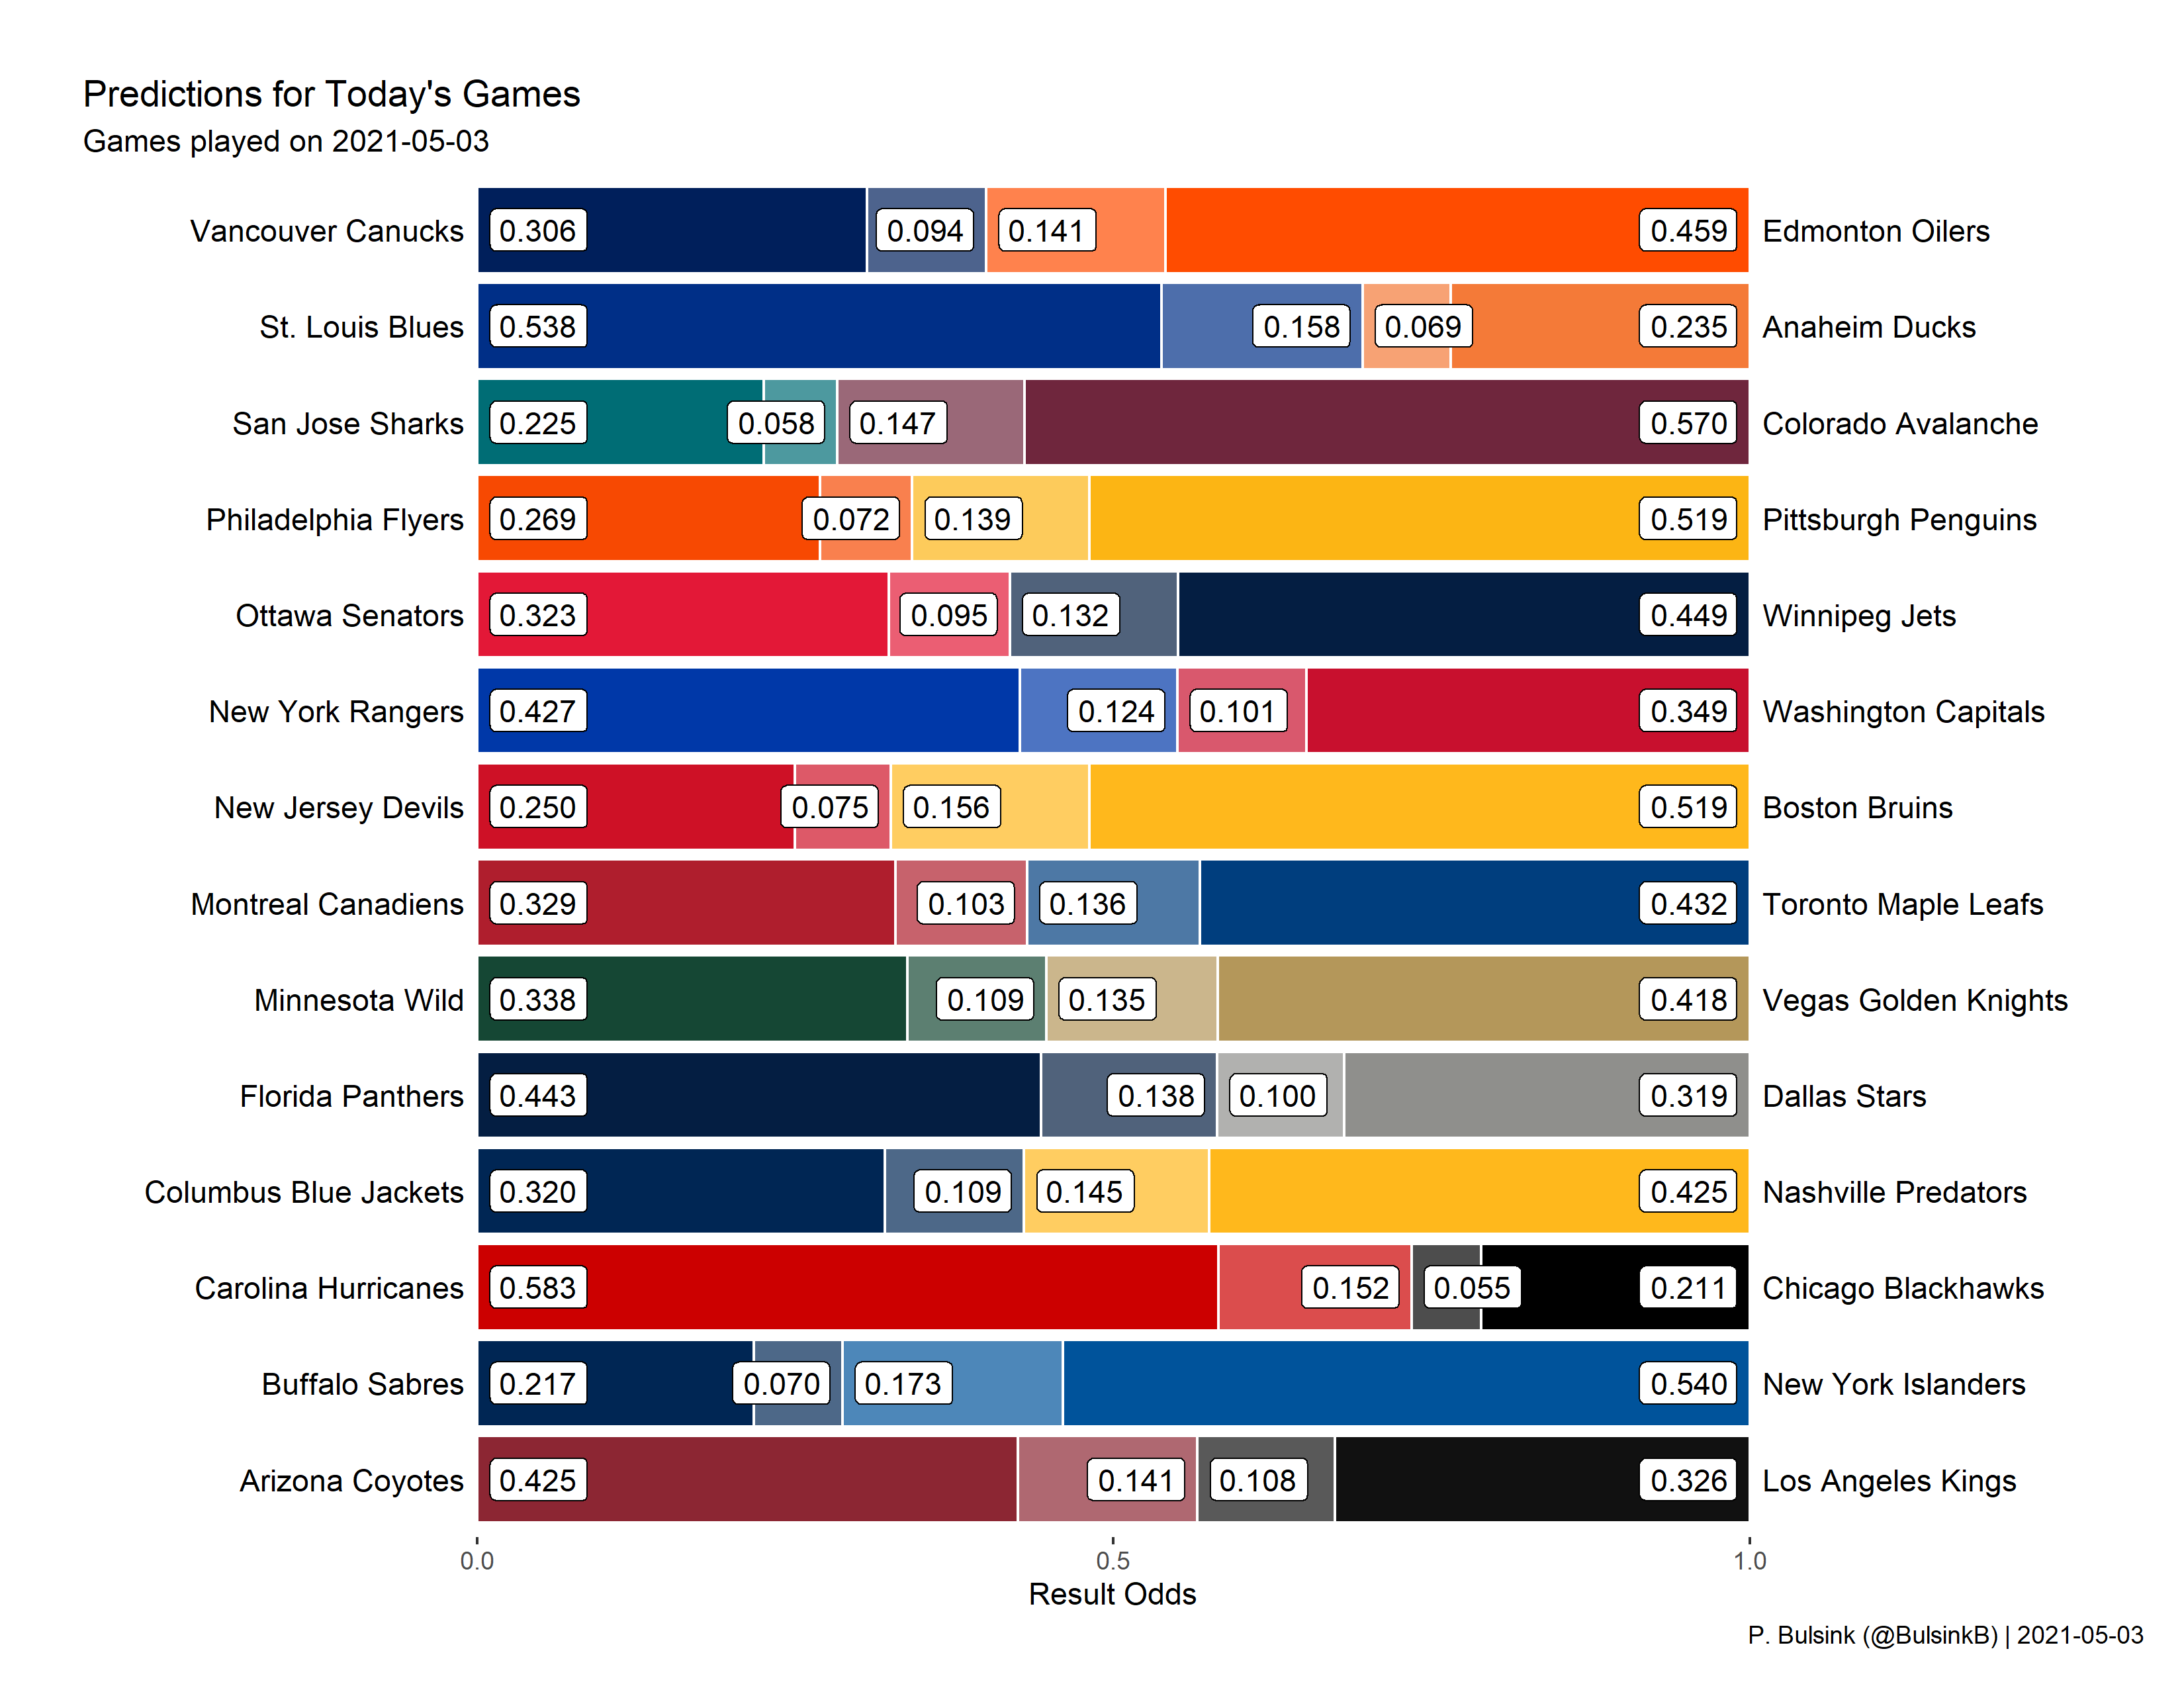 Predictions for Today's Games
Games played on 2021-05-03
Vancouver Canucks 0.306 0.094 0.141 0.459 Edmonton Oilers
St. Louis Blues 0.538 0.158 0.069 0.235 Anaheim Ducks
San Jose Sharks 0.225 0.058 0.147 0.570 Colorado Avalanche
Philadelphia Flyers 0.269 0.072 0.139 0.519 Pittsburgh Penguins
Ottawa Senators 0.323 0.095 0.132 0.449 Winnipeg Jets
New York Rangers 0.427 0.124 0.101 0.349 Washington Capitals
New Jersey Devils 0.250 0.075 0.156 0.519 Boston Bruins
Montreal Canadiens 0.329 0.103 0.136 0.432 Toronto Maple Leafs
Minnesota Wild 0.338 0.109 0.135 0.418 Vegas Golden Knights
Florida Panthers 0.443 0.138 0.100 0.319 Dallas Stars
Columbus Blue Jackets 0.320 0.109 0.145 0.425 Nashville Predators
Carolina Hurricanes 0.583 0.152 0.055 0.211 Chicago Blackhawks
Buffalo Sabres 0.217 0.070 0.173 0.540 New York Islanders
Arizona Coyotes 0.425 0.141 0.108 0.326 Los Angeles Kings
0.0 0.5 1.0
Result Odds
P. Bulsink (@BulsinkB) | 2021-05-03